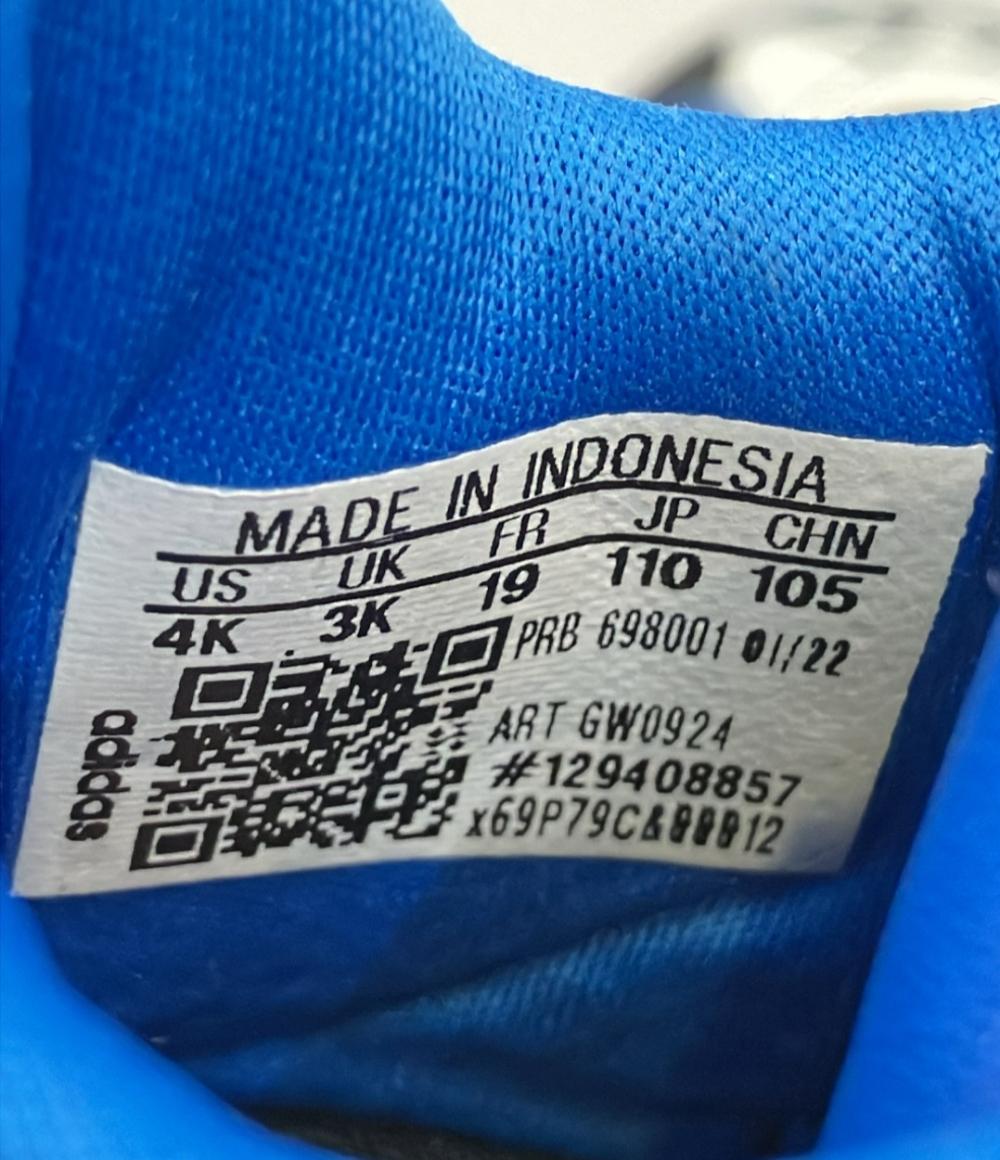 MADE IN INDONESIA
US UK FR JP CHN
4K 3K 19 110 105
PRB 698001 01/22
ART GW0924
#129408857
adidas